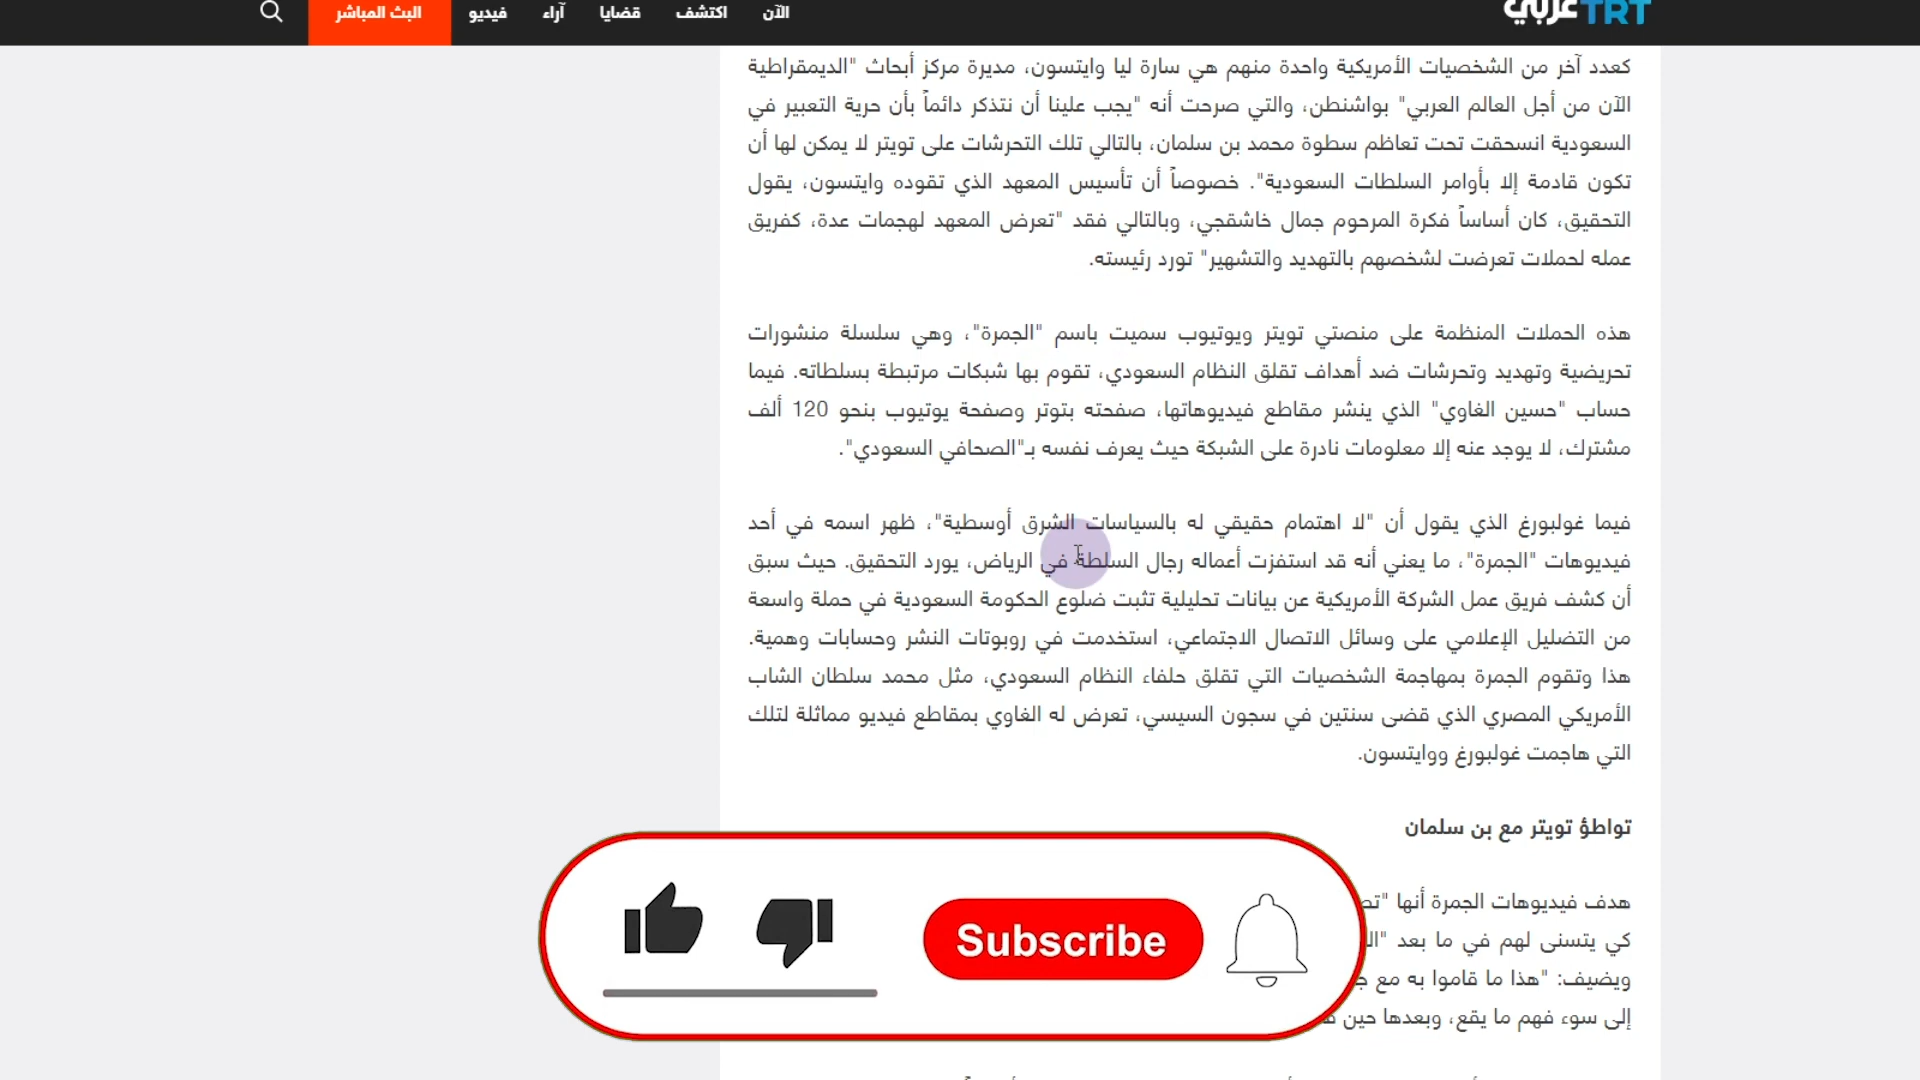 TRT عربي
الآن
اكتشف
قضايا
آراء
فيديو
البث المباشر
كعدد آخر من الشخصيات الأمريكية واحدة منهم هي سارة ليا وايتسون، مديرة مركز أبحاث "الديمقراطية
الآن من أجل العالم العربي" بواشنطن، والتي صرحت أنه "يجب علينا أن نتذكر دائماً بأن حرية التعبير في
السعودية انسحقت تحت تعاظم سطوة محمد بن سلمان، بالتالي تلك التحرشات على تويتر لا يمكن لها أن
تكون قادمة إلا بأوامر السلطات السعودية". خصوصاً أن تأسيس المعهد الذي تقوده وايتسون، يقول
التحقيق، كان أساساً فكرة المرحوم جمال خاشقجي، وبالتالي فقد "تعرض المعهد لهجمات عدة، كفريق
عمله لحملات تعرضت لشخصهم بالتهديد والتشهير" تورد رئيسته.
هذه الحملات المنظمة على منصتي تويتر ويوتيوب سميت باسم "الجمرة"، وهي سلسلة منشورات
تحريضية وتهديد وتحرشات ضد أهداف تقلق النظام السعودي، تقوم بها شبكات مرتبطة بسلطاته. فيما
حساب "حسين الغاوي" الذي ينشر مقاطع فيديوهاتها، صفحته بتوتر وصفحة يوتيوب بنحو 120 ألف
مشترك، لا يوجد عنه إلا معلومات نادرة على الشبكة حيث يعرف نفسه بـ"الصحافي السعودي".
فيما غولبورغ الذي يقول أن "لا اهتمام حقيقي له بالسياسات الشرق أوسطية"، ظهر اسمه في أحد
فيديوهات "الجمرة"، ما يعني أنه قد استفزت أعماله رجال السلطة في الرياض، يورد التحقيق. حيث سبق
أن كشف فريق عمل الشركة الأمريكية عن بيانات تحليلية تثبت ضلوع الحكومة السعودية في حملة واسعة
من التضليل الإعلامي على وسائل الاتصال الاجتماعي، استخدمت في روبوتات النشر وحسابات وهمية.
هذا وتقوم الجمرة بمهاجمة الشخصيات التي تقلق حلفاء النظام السعودي، مثل محمد سلطان الشاب
الأمريكي المصري الذي قضى سنتين في سجون السيسي، تعرض له الغاوي بمقاطع فيديو مماثلة لتلك
التي هاجمت غولبورغ ووايتسون.
تواطؤ تويتر مع بن سلمان
هدف فيديوهات الجمرة أنها
كي يتسنى لهم في ما بعد
ويضيف: "هذا ما قاموا به مع
إلى سوء فهم ما يقع، وبعدها حين
Subscribe